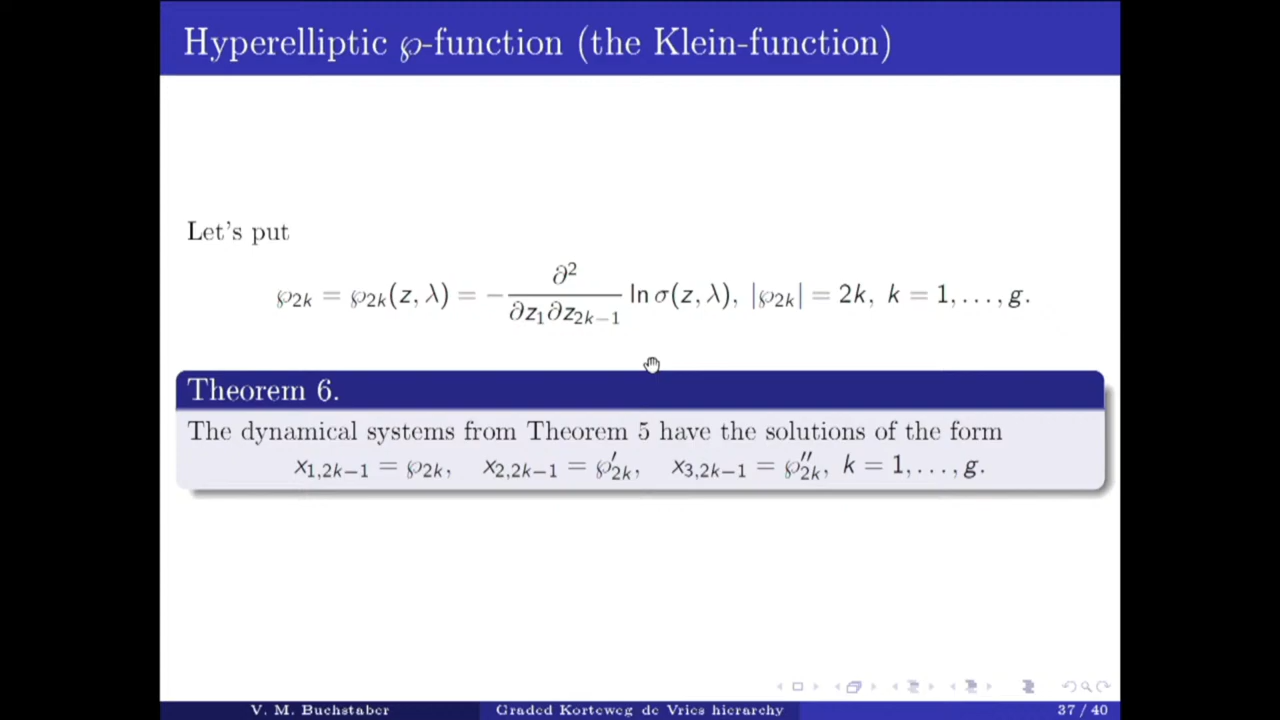 Hyperelliptic ℘-function (the Klein-function)
Let's put
℘₂ₖ = ℘₂ₖ(z, λ) = − ∂² / ∂z₁∂z₂ₖ₋₁ ln σ(z, λ), |℘₂ₖ| = 2k, k = 1, . . . , g.
Theorem 6.
The dynamical systems from Theorem 5 have the solutions of the form
x₁,₂ₖ₋₁ = ℘₂ₖ, x₂,₂ₖ₋₁ = ℘′₂ₖ, x₃,₂ₖ₋₁ = ℘″₂ₖ, k = 1, . . . , g.
V. M. Buchstaber Graded Korteweg de Vries hierarchy 37 / 40